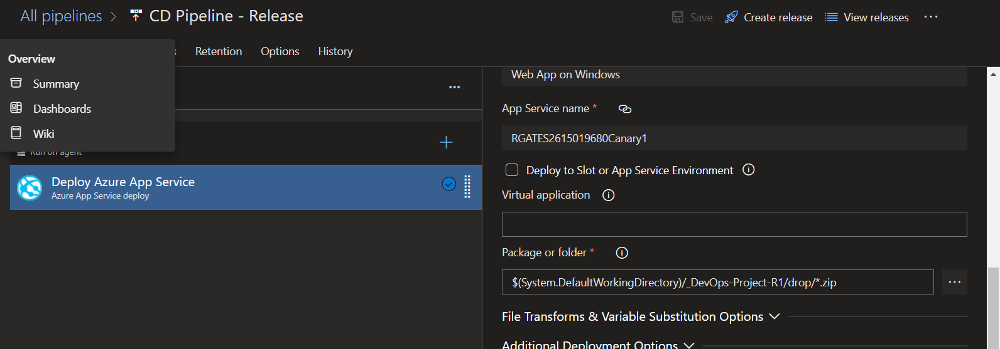 All pipelines > CD Pipeline - Release
Save Create release View releases ...
Retention Options History
Overview
Summary
Dashboards
Wiki
Run on agent
Deploy Azure App Service
Azure App Service deploy
Web App on Windows
App Service name *
RGATES2615019680Canary1
Deploy to Slot or App Service Environment
Virtual application
Package or folder *
$(System.DefaultWorkingDirectory)/_DevOps-Project-R1/drop/*.zip
File Transforms & Variable Substitution Options
Additional Deployment Options